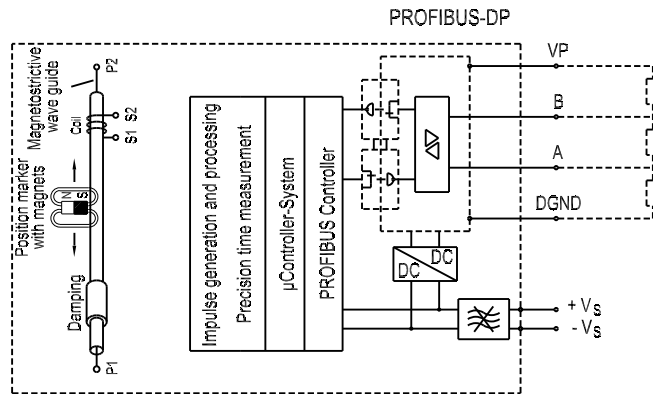 PROFIBUS-DP
P2
Magnetostrictive
wave guide
Coil
S2
S1
Position marker
with magnets
N
S
Damping
P1
Impulse generation and processing
Precision time measurement
µController-System
PROFIBUS Controller
VP
B
A
DGND
DC
DC
+ Vs
- Vs